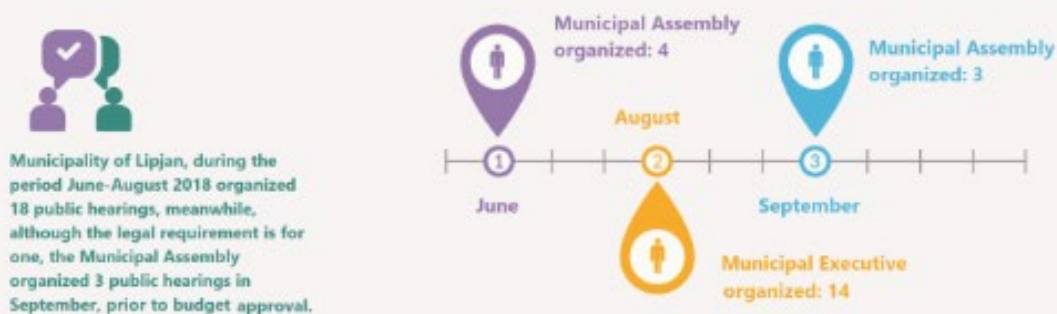 Municipality of Lipjan, during the
period June-August 2018 organized
18 public hearings, meanwhile,
although the legal requirement is for
one, the Municipal Assembly
organized 3 public hearings in
September, prior to budget approval.
Municipal Assembly
organized: 4
Municipal Assembly
organized: 3
August
1
2
3
June
September
Municipal Executive
organized: 14